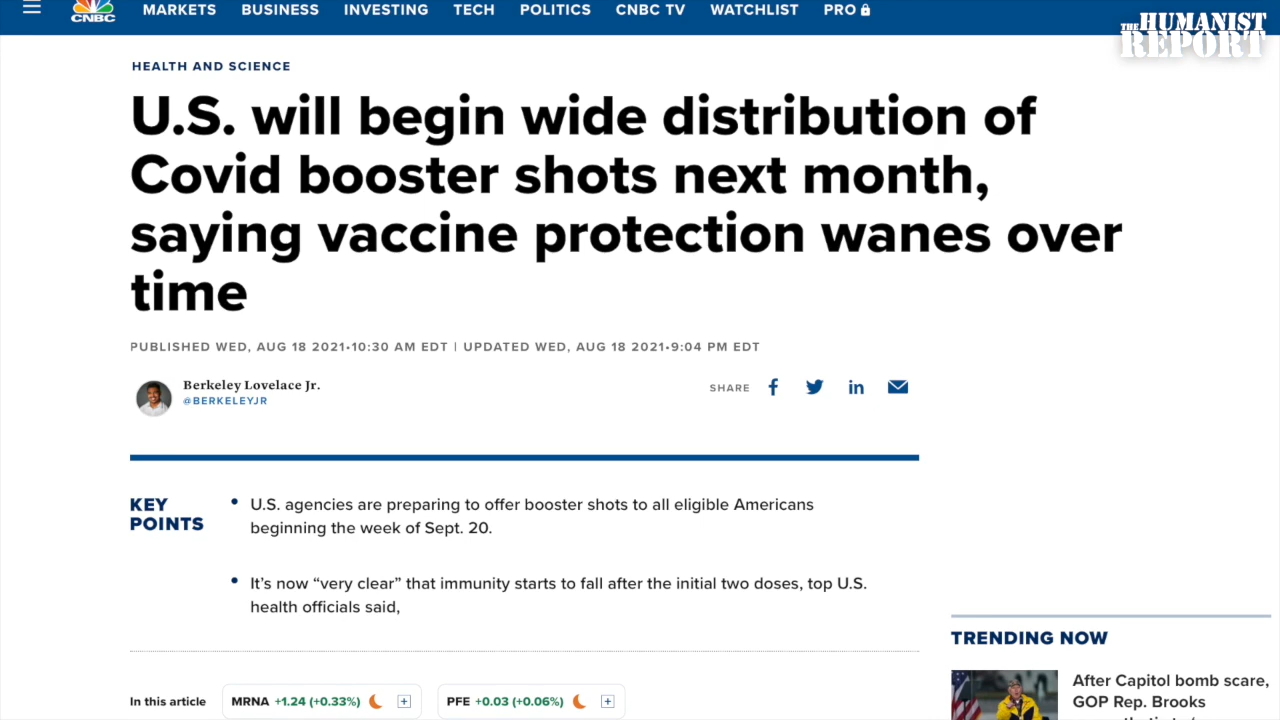 CNBC
MARKETS BUSINESS INVESTING TECH POLITICS CNBC TV WATCHLIST PRO
THE HUMANIST
REPORT
HEALTH AND SCIENCE
U.S. will begin wide distribution of
Covid booster shots next month,
saying vaccine protection wanes over
time
PUBLISHED WED, AUG 18 2021•10:30 AM EDT | UPDATED WED, AUG 18 2021•9:04 PM EDT
Berkeley Lovelace Jr.
@BERKELEYJR
SHARE
KEY
POINTS
• U.S. agencies are preparing to offer booster shots to all eligible Americans
beginning the week of Sept. 20.
• It’s now “very clear” that immunity starts to fall after the initial two doses, top U.S.
health officials said,
In this article MRNA +1.24 (+0.33%) PFE +0.03 (+0.06%)
TRENDING NOW
After Capitol bomb scare,
GOP Rep. Brooks